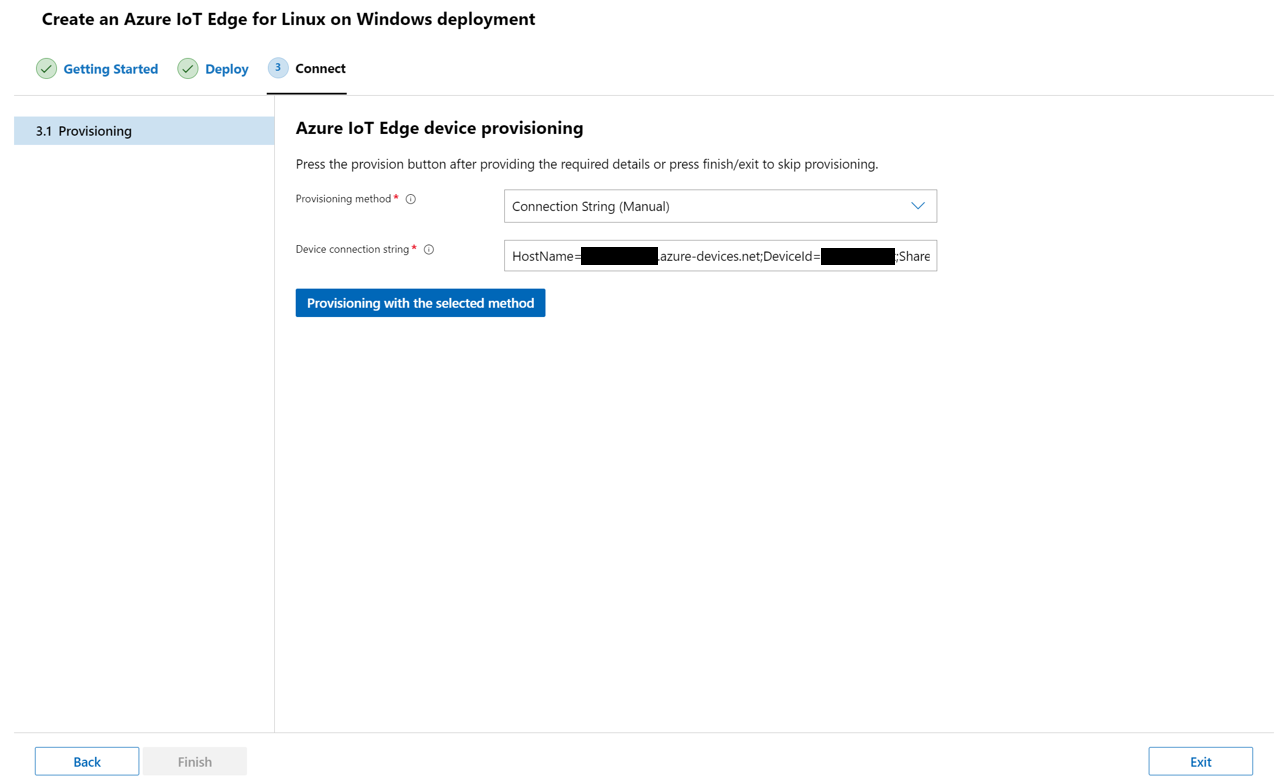 Create an Azure IoT Edge for Linux on Windows deployment
Getting Started Deploy 3 Connect
3.1 Provisioning
Azure IoT Edge device provisioning
Press the provision button after providing the required details or press finish/exit to skip provisioning.
Provisioning method *
Connection String (Manual)
Device connection string *
HostName= .azure-devices.net;DeviceId= ;Share
Provisioning with the selected method
Back Finish Exit